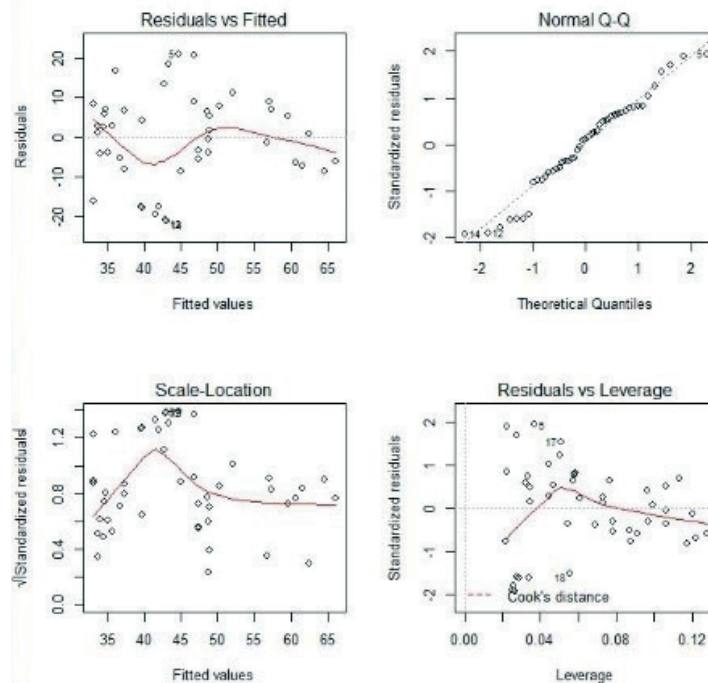 Residuals vs Fitted
Residuals
20
10
0
-10
-20
5
35 40 45 50 55 60 65
Fitted values
Normal Q-Q
Standardized residuals
2
1
0
-1
-2
5
14
12
-2 -1 0 1 2
Theoretical Quantiles
Scale-Location
√|Standardized residuals|
1.2
0.8
0.4
0.0
35 40 45 50 55 60 65
Fitted values
Residuals vs Leverage
Standardized residuals
2
1
0
-1
-2
17
18
Cook's distance
0.00 0.04 0.08 0.12
Leverage